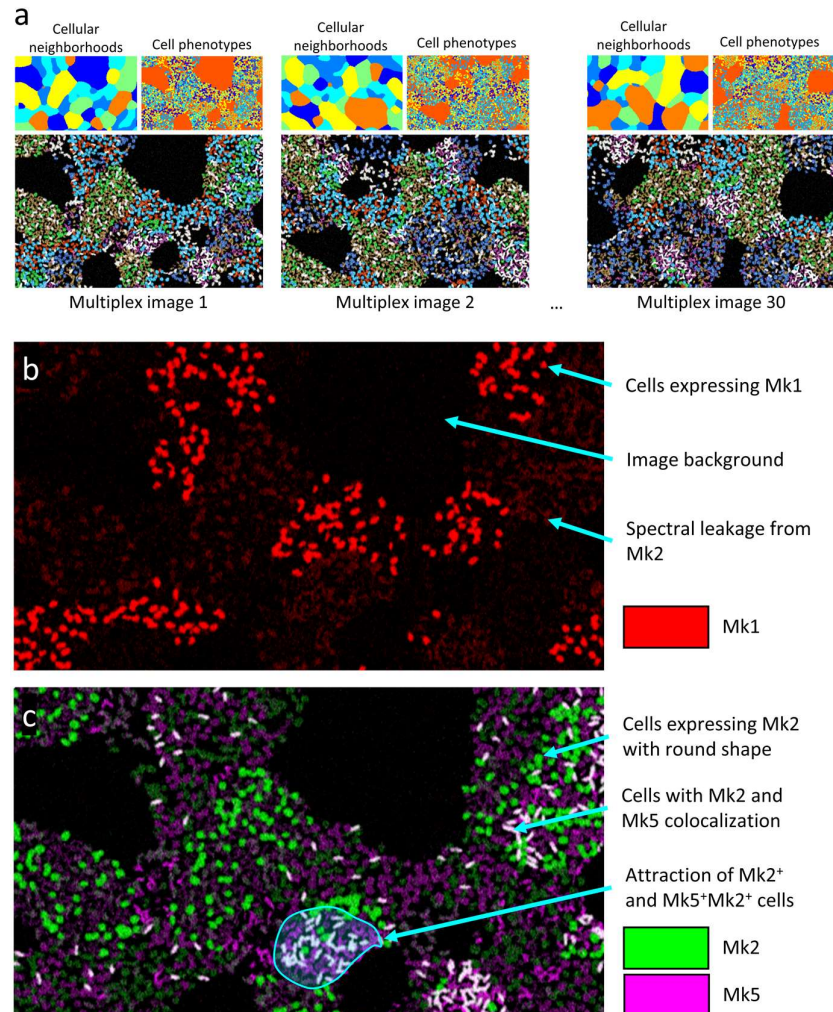 a
Cellular
neighborhoods
Cell phenotypes
Cellular
neighborhoods
Cell phenotypes
Cellular
neighborhoods
Cell phenotypes
Multiplex image 1
Multiplex image 2
...
Multiplex image 30
b
Cells expressing Mk1
Image background
Spectral leakage from
Mk2
Mk1
c
Cells expressing Mk2
with round shape
Cells with Mk2 and
Mk5 colocalization
Attraction of Mk2⁺
and Mk5⁺Mk2⁺ cells
Mk2
Mk5